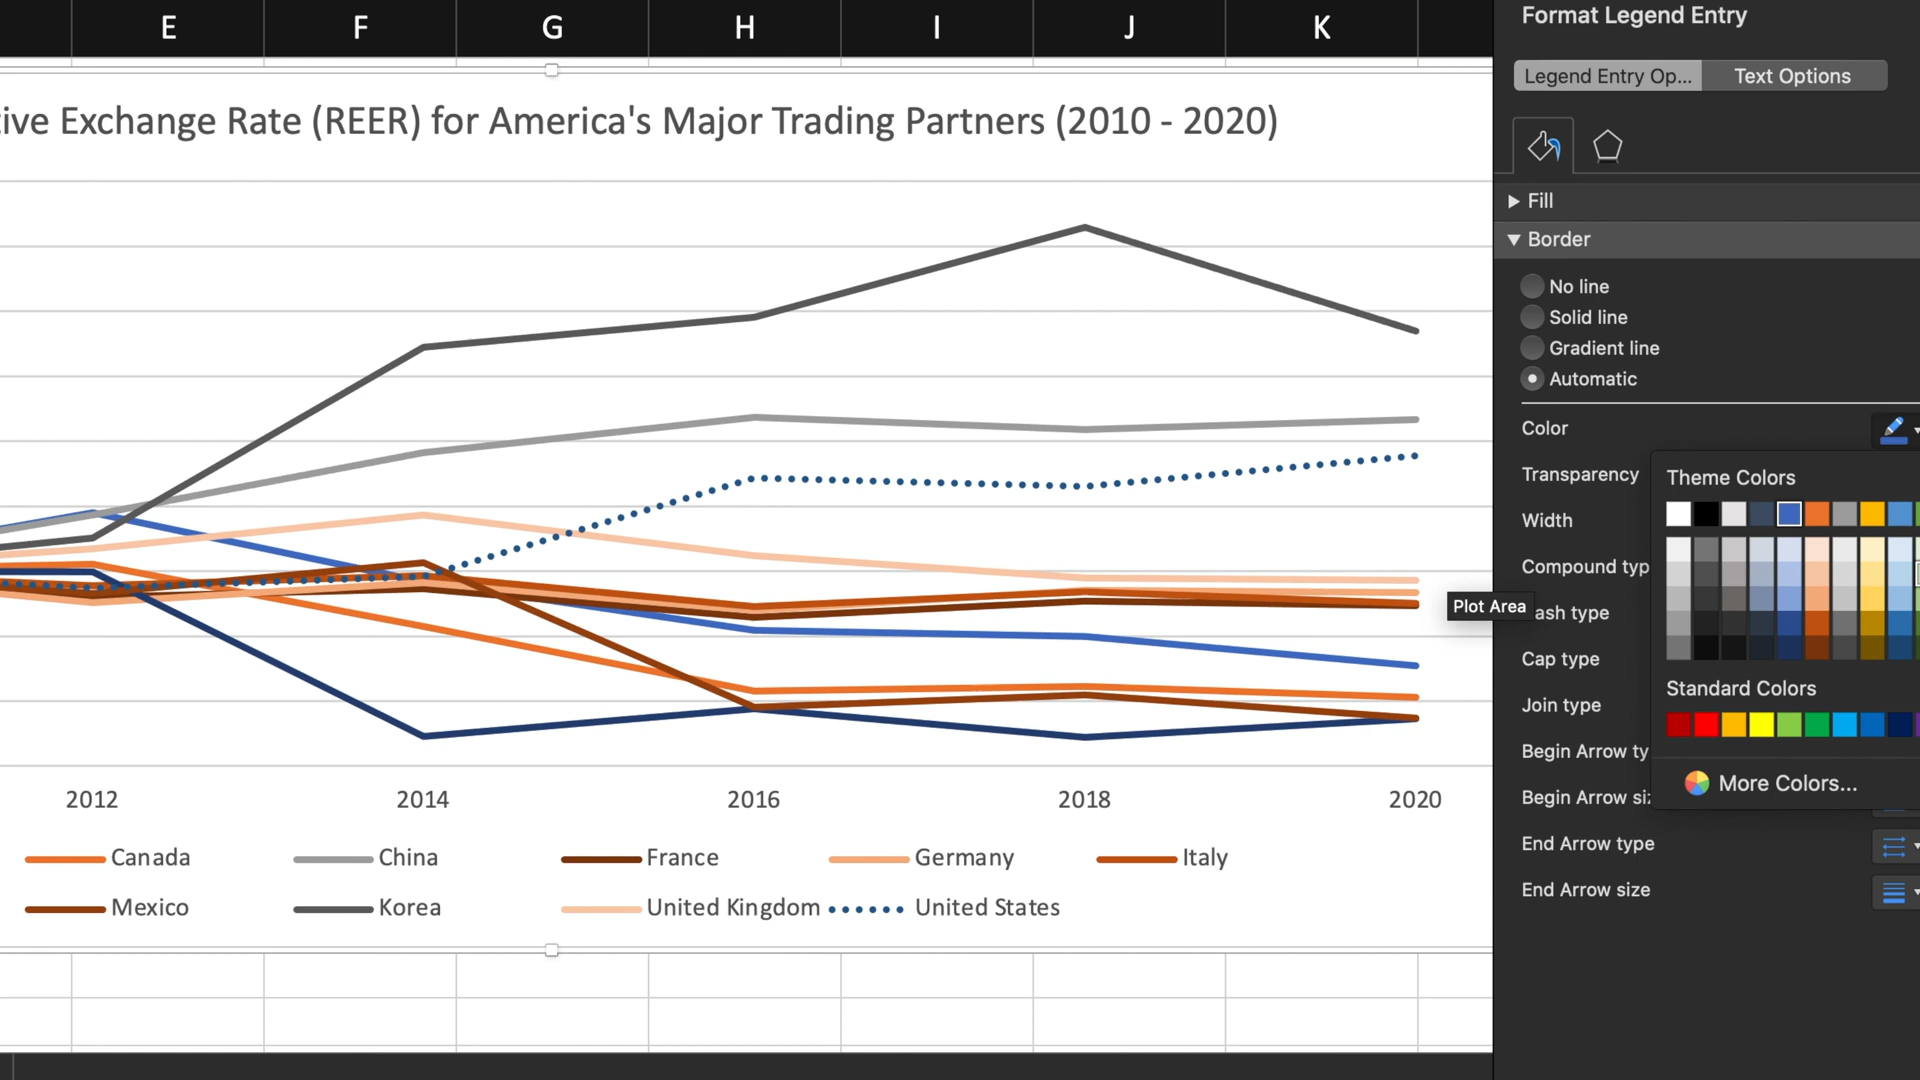 E F G H I J K
tive Exchange Rate (REER) for America's Major Trading Partners (2010 - 2020)
2012 2014 2016 2018 2020
Canada China France Germany Italy
Mexico Korea United Kingdom United States
Plot Area
Format Legend Entry
Legend Entry Op... Text Options
Fill
Border
No line
Solid line
Gradient line
Automatic
Color
Transparency
Width
Compound typ
ash type
Cap type
Join type
Begin Arrow ty
Begin Arrow siz
End Arrow type
End Arrow size
Theme Colors
Standard Colors
More Colors...